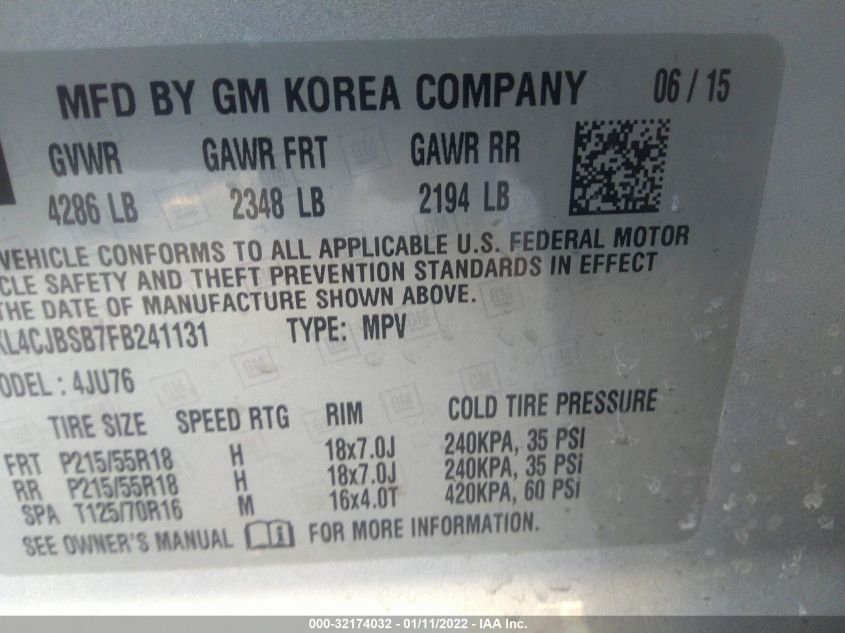 MFD BY GM KOREA COMPANY 06 / 15
GVWR GAWR FRT GAWR RR
4286 LB 2348 LB 2194 LB
VEHICLE CONFORMS TO ALL APPLICABLE U.S. FEDERAL MOTOR
CLE SAFETY AND THEFT PREVENTION STANDARDS IN EFFECT
THE DATE OF MANUFACTURE SHOWN ABOVE.
KL4CJBSB7FB241131 TYPE: MPV
ODEL : 4JU76
TIRE SIZE SPEED RTG RIM COLD TIRE PRESSURE
FRT P215/55R18 H 18x7.0J 240KPA, 35 PSI
RR P215/55R18 H 18x7.0J 240KPA, 35 PSI
SPA T125/70R16 M 16x4.0T 420KPA, 60 PSI
SEE OWNER'S MANUAL FOR MORE INFORMATION.
000-32174032 - 01/11/2022 - IAA Inc.